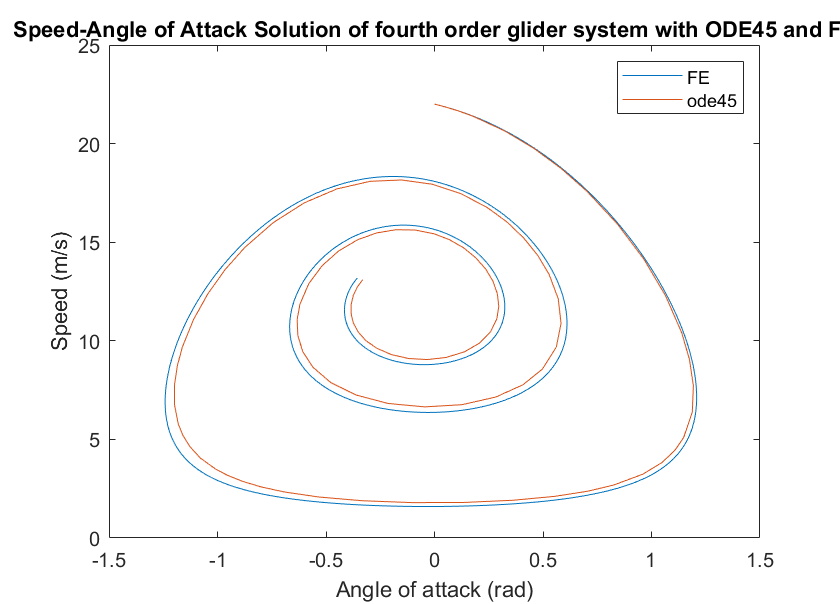 Speed-Angle of Attack Solution of fourth order glider system with ODE45 and F
25
20
15
10
5
0
Speed (m/s)
FE
ode45
-1.5 -1 -0.5 0 0.5 1 1.5
Angle of attack (rad)